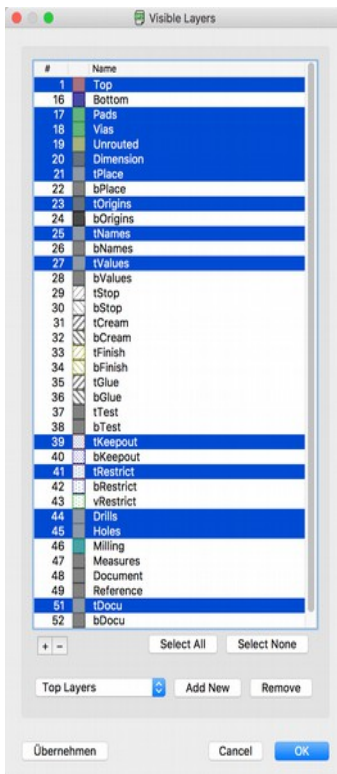 Visible Layers
# Name
1 Top
16 Bottom
17 Pads
18 Vias
19 Unrouted
20 Dimension
21 tPlace
22 bPlace
23 tOrigins
24 bOrigins
25 tNames
26 bNames
27 tValues
28 bValues
29 tStop
30 bStop
31 tCream
32 bCream
33 tFinish
34 bFinish
35 tGlue
36 bGlue
37 tTest
38 bTest
39 tKeepout
40 bKeepout
41 tRestrict
42 bRestrict
43 vRestrict
44 Drills
45 Holes
46 Milling
47 Measures
48 Document
49 Reference
51 tDocu
52 bDocu
+ − Select All Select None
Top Layers Add New Remove
Übernehmen Cancel OK